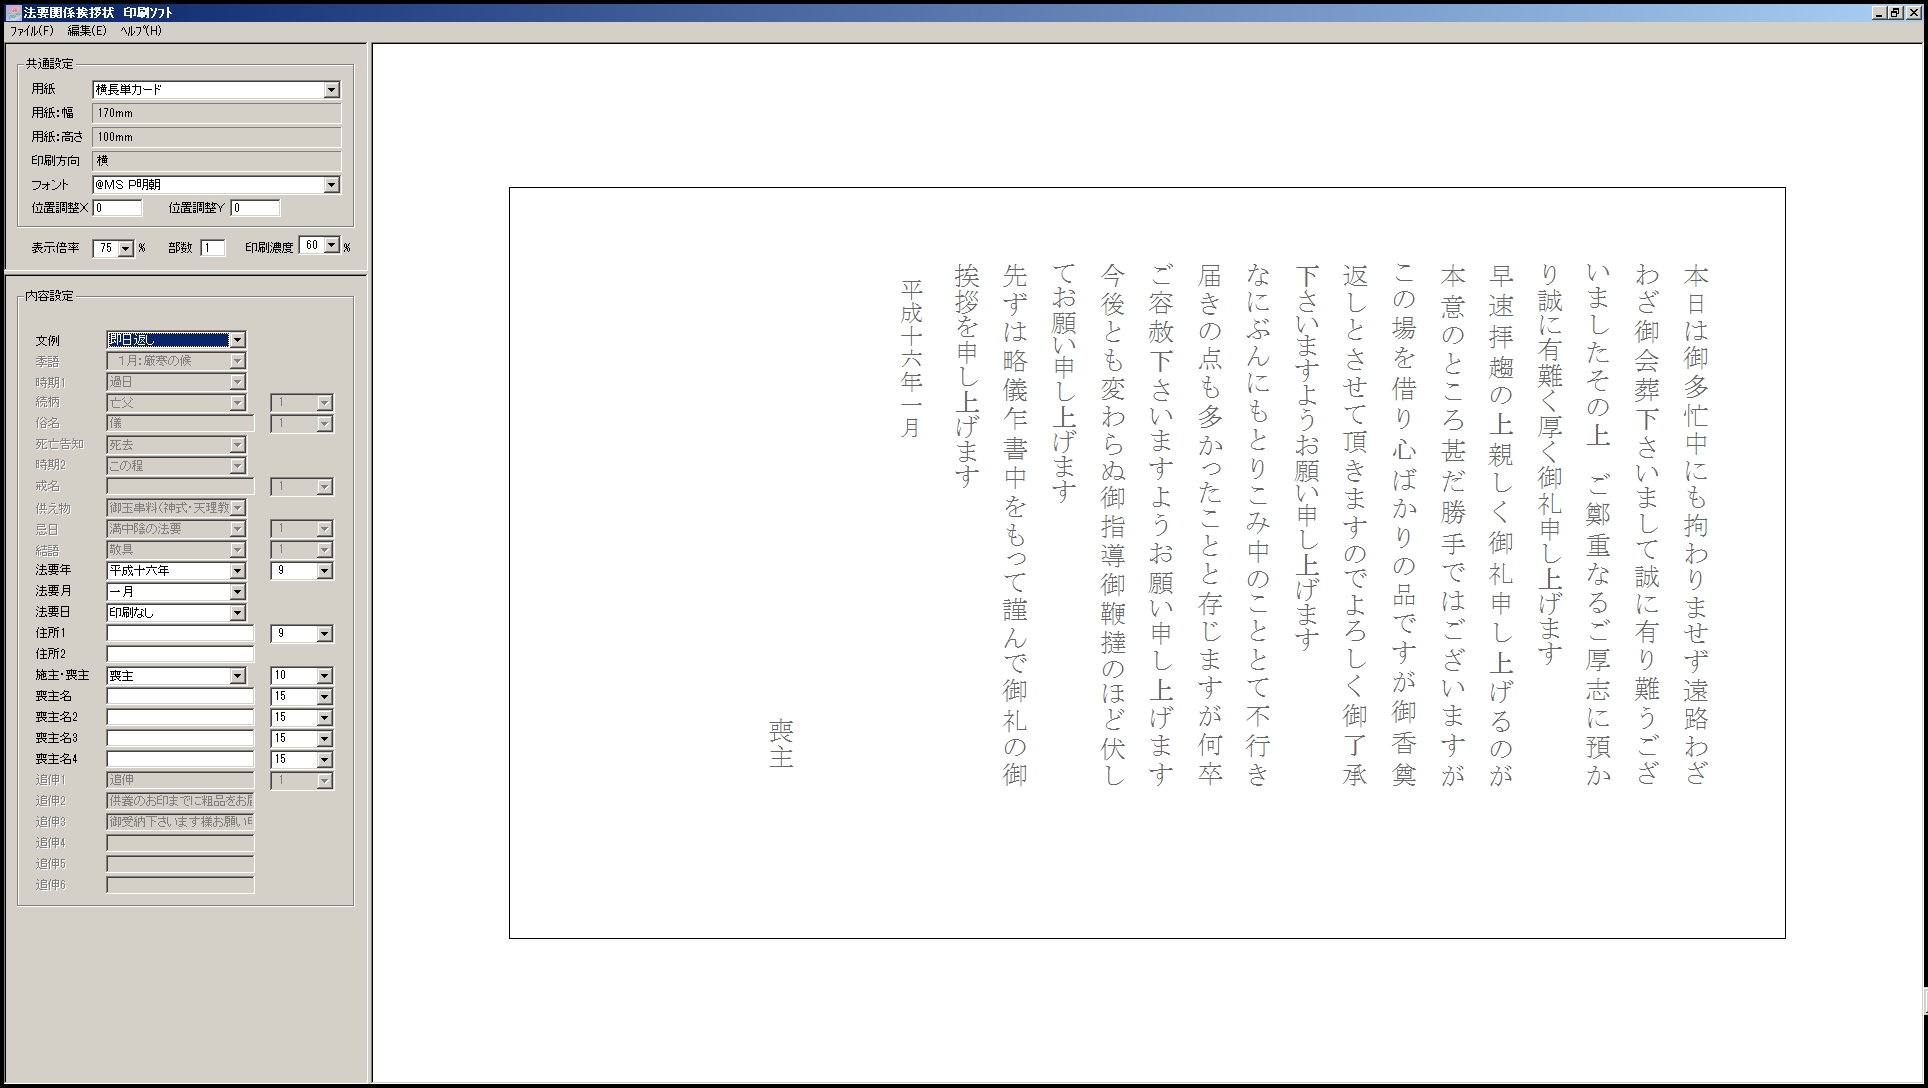 法要関係挨拶状 印刷ソフト
ファイル(F) 編集(E) ヘルプ(H)
共通設定
用紙 横長単カード
用紙:幅 170mm
用紙:高さ 100mm
印刷方向 横
フォント @MS P明朝
位置調整X 0 位置調整Y 0
表示倍率 75 % 部数 1 印刷濃度 60 %
内容設定
文例 即日返し
季語 1月:厳寒の候
時期1 過日
続柄 亡父 1
俗名 儀 1
死亡告知 死去
時期2 この程
戒名 1
供え物 御玉串料(神式・天理教
忌日 満中陰の法要 1
結語 敬具 1
法要年 平成十六年 9
法要月 一月
法要日 印刷なし
住所1 9
住所2
施主・喪主 喪主 10
喪主名 15
喪主名2 15
喪主名3 15
喪主名4 15
追伸1 追伸 1
追伸2 供養のお印までに粗品をお
追伸3 御受納下さいます様お願い
追伸4
追伸5
追伸6
本日は御多忙中にも拘わりませず遠路わざ
わざ御会葬下さいまして誠に有り難うござ
いましたその上 ご鄭重なるご厚志に預か
り誠に有難く厚く御礼申し上げます
早速拝趨の上親しく御礼申し上げるのが
本意のところ甚だ勝手ではございますが
この場を借り心ばかりの品ですが御香奠
返しとさせて頂きますのでよろしく御了承
下さいますようお願い申し上げます
なにぶんにもとりこみ中のこととて不行き
届きの点も多かったことと存じますが何卒
ご容赦下さいますようお願い申し上げます
今後とも変わらぬ御指導御鞭撻のほど伏し
てお願い申し上げます
先ずは略儀乍書中をもって謹んで御礼の御
挨拶を申し上げます
平成十六年一月
喪主